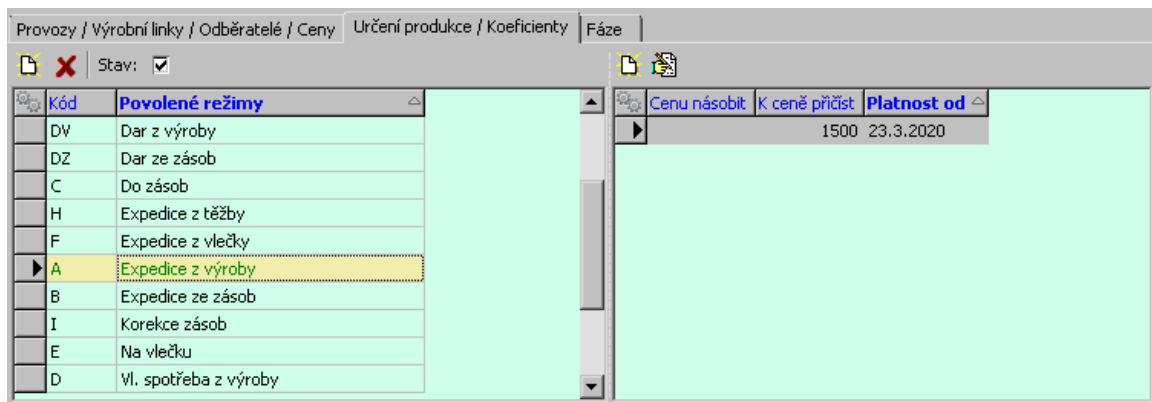 Provozy / Výrobní linky / Odběratelé / Ceny Určení produkce / Koeficienty Fáze
Stav:
Kód Povolené režimy
DV Dar z výroby
DZ Dar ze zásob
C Do zásob
H Expedice z těžby
F Expedice z vlečky
A Expedice z výroby
B Expedice ze zásob
I Korekce zásob
E Na vlečku
D Vl. spotřeba z výroby
Cenu násobit K ceně přičíst Platnost od
1500 23.3.2020